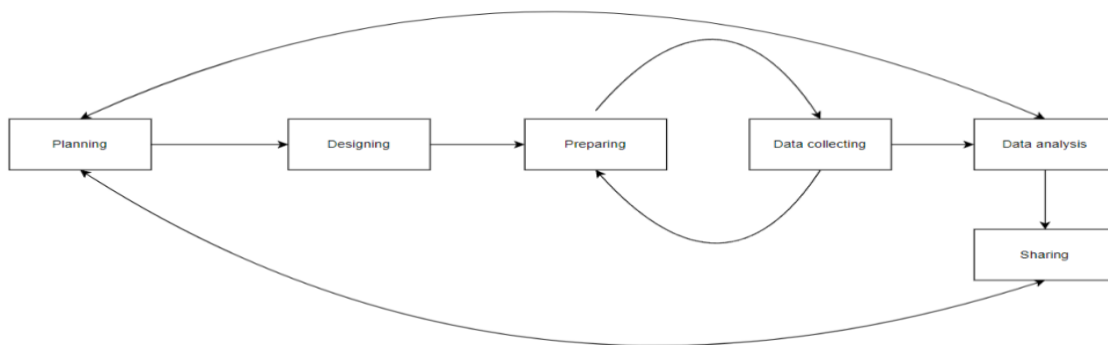 Planning
Designing
Preparing
Data collecting
Data analysis
Sharing